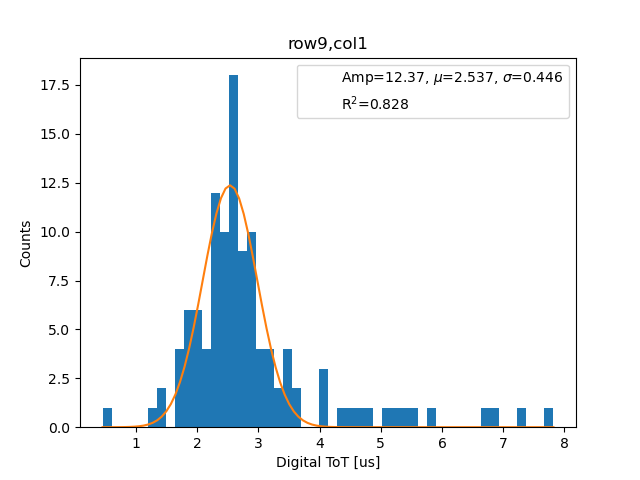 row9,col1
Amp=12.37, μ=2.537, σ=0.446
R²=0.828
17.5
15.0
12.5
10.0
7.5
5.0
2.5
0.0
Counts
1 2 3 4 5 6 7 8
Digital ToT [us]